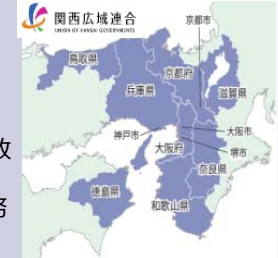 関西広域連合
UNION OF KANSAI GOVERNMENTS
京都市
鳥取県
京都府
兵庫県
滋賀県
神戸市
大阪市
大阪府
堺市
奈良県
徳島県
和歌山県
政
務